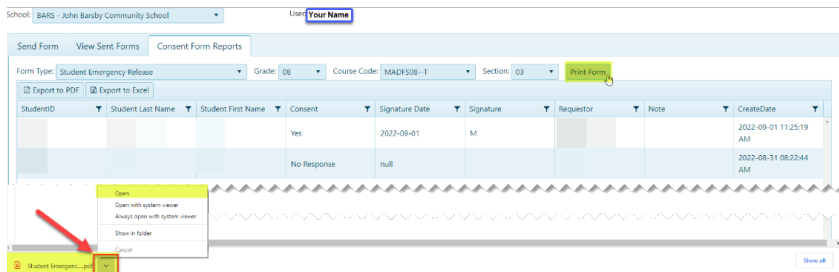 School: BARS - John Barsby Community School User: Your Name
Send Form View Sent Forms Consent Form Reports
Form Type: Student Emergency Release Grade: 08 Course Code: MADFS08--T Section: 03 Print Form
Export to PDF Export to Excel
StudentID Student Last Name Student First Name Consent Signature Date Signature Requestor Note CreateDate
Yes 2022-09-01 M 2022-09-01 11:25:19
AM
No Response null 2022-08-31 08:22:44
AM
Open
Open with system viewer
Always open with system viewer
Show in folder
Cancel
Student Emergenc....pdf Show all